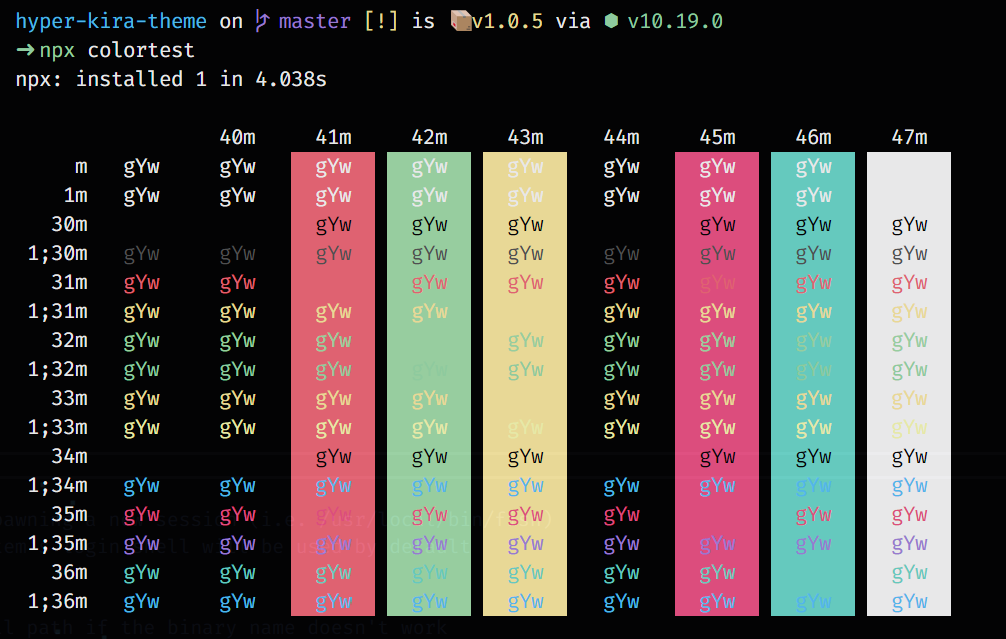 hyper-kira-theme on master [!] is v1.0.5 via v10.19.0
➜ npx colortest
npx: installed 1 in 4.038s
40m 41m 42m 43m 44m 45m 46m 47m
m gYw gYw gYw gYw gYw gYw gYw gYw
1m gYw gYw gYw gYw gYw gYw gYw gYw
30m gYw gYw gYw gYw gYw gYw
1;30m gYw gYw gYw gYw gYw gYw gYw gYw gYw
31m gYw gYw gYw gYw gYw gYw gYw gYw
1;31m gYw gYw gYw gYw gYw gYw gYw gYw
32m gYw gYw gYw gYw gYw gYw gYw gYw
1;32m gYw gYw gYw gYw gYw gYw gYw gYw gYw
33m gYw gYw gYw gYw gYw gYw gYw gYw
1;33m gYw gYw gYw gYw gYw gYw gYw gYw gYw
34m gYw gYw gYw gYw gYw gYw
1;34m gYw gYw gYw gYw gYw gYw gYw gYw gYw
35m gYw gYw gYw gYw gYw gYw gYw gYw
1;35m gYw gYw gYw gYw gYw gYw gYw gYw gYw
36m gYw gYw gYw gYw gYw gYw gYw gYw
1;36m gYw gYw gYw gYw gYw gYw gYw gYw gYw
l path if the binary name doesn't work